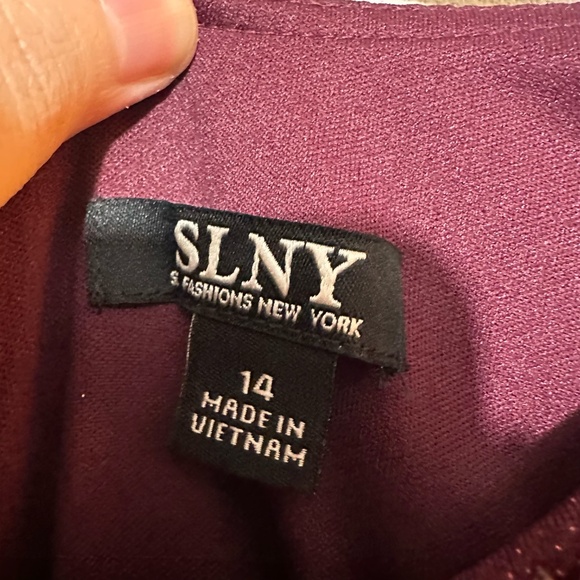 SLNY
S. FASHIONS NEW YORK
14
MADE IN
VIETNAM